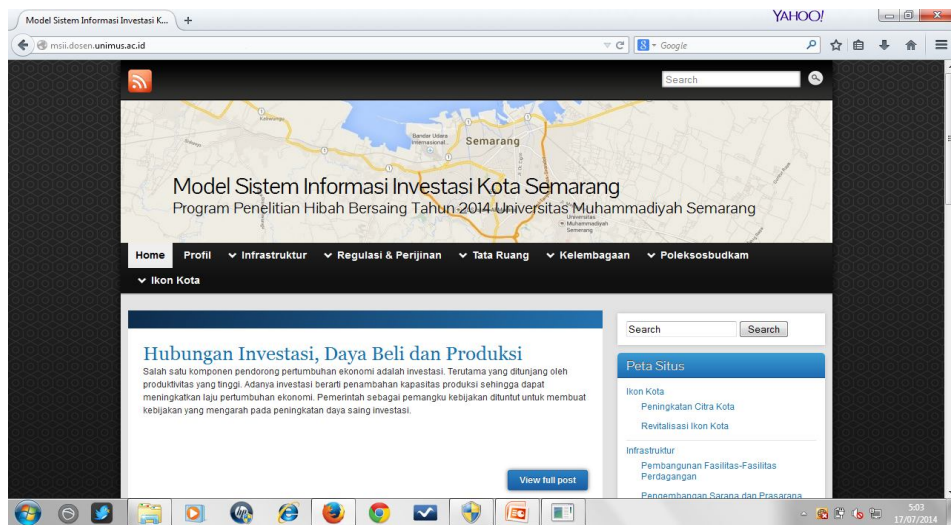 YAHOO!
Model Sistem Informasi Investasi K...
msii.dosen.unimus.ac.id
Google
Search
Semarang
Model Sistem Informasi Investasi Kota Semarang
Program Penelitian Hibah Bersaing Tahun 2014 Universitas Muhammadiyah Semarang
Home Profil Infrastruktur Regulasi & Perijinan Tata Ruang Kelembagaan Poleksosbudkam
Ikon Kota
Search Search
Hubungan Investasi, Daya Beli dan Produksi
Salah satu komponen pendorong pertumbuhan ekonomi adalah investasi. Terutama yang ditunjang oleh
produktivitas yang tinggi. Adanya investasi berarti penambahan kapasitas produksi sehingga dapat
meningkatkan laju pertumbuhan ekonomi. Pemerintah sebagai pemangku kebijakan dituntut untuk membuat
kebijakan yang mengarah pada peningkatan daya saing investasi.
View full post
Peta Situs
Ikon Kota
Peningkatan Citra Kota
Revitalisasi Ikon Kota
Infrastruktur
Pembangunan Fasilitas-Fasilitas
Perdagangan
Pengembangan Sarana dan Prasarana
5:03
17/07/2014